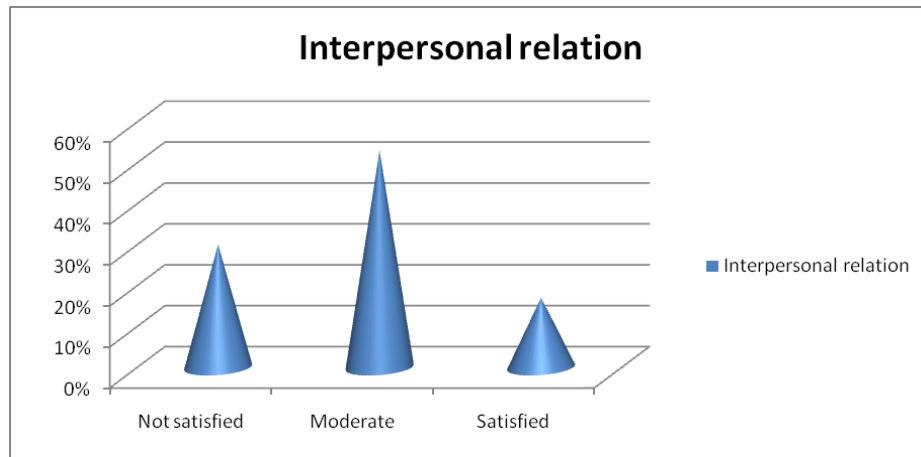 Interpersonal relation
60%
50%
40%
30%
20%
10%
0%
Not satisfied Moderate Satisfied
Interpersonal relation